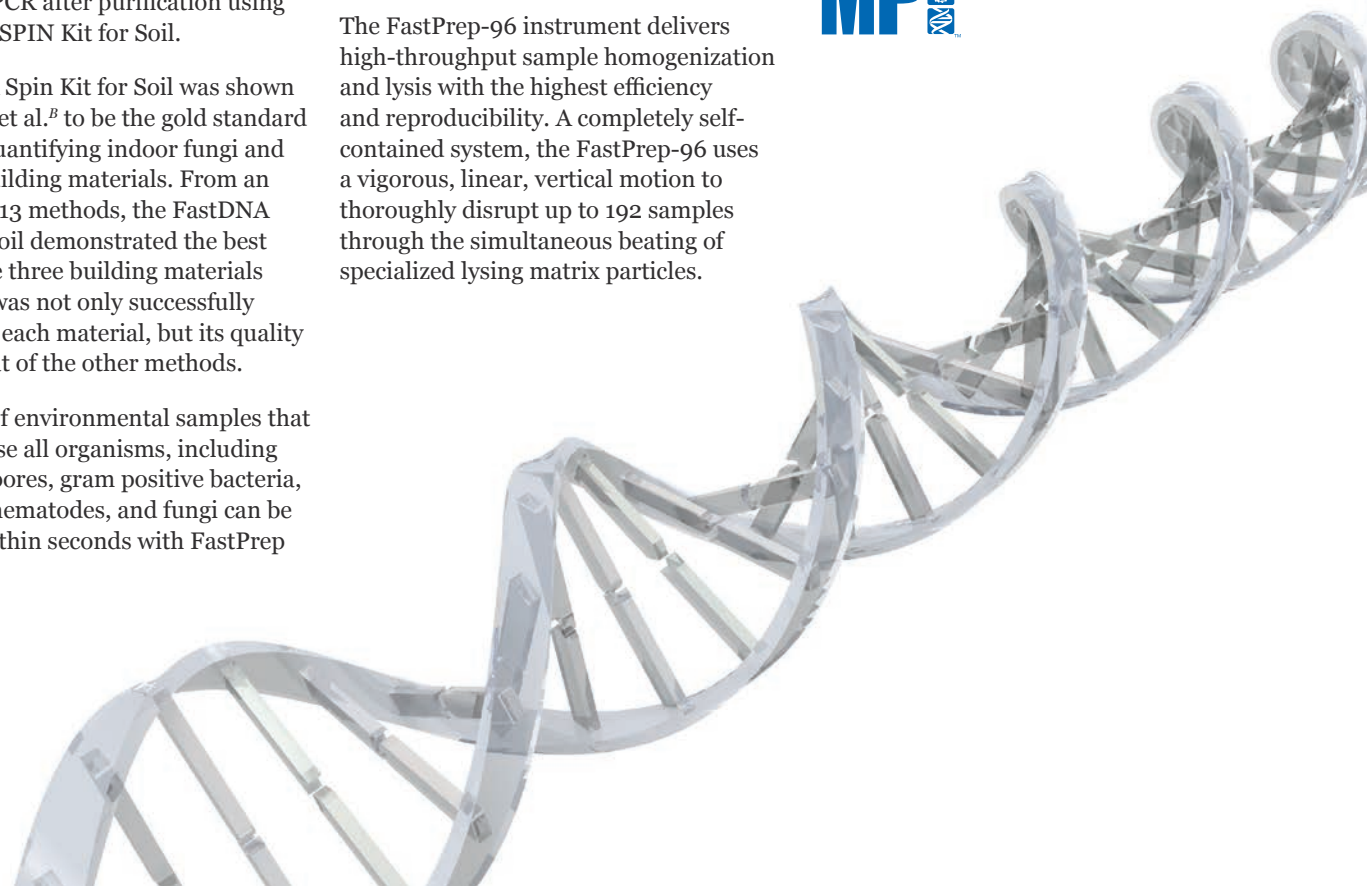 PCR after purification using
SPIN Kit for Soil.
Spin Kit for Soil was shown
et al.B to be the gold standard
uantifying indoor fungi and
ilding materials. From an
13 methods, the FastDNA
oil demonstrated the best
e three building materials
was not only successfully
each material, but its quality
t of the other methods.
f environmental samples that
se all organisms, including
pores, gram positive bacteria,
nematodes, and fungi can be
thin seconds with FastPrep
The FastPrep-96 instrument delivers
high-throughput sample homogenization
and lysis with the highest efficiency
and reproducibility. A completely self-
contained system, the FastPrep-96 uses
a vigorous, linear, vertical motion to
thoroughly disrupt up to 192 samples
through the simultaneous beating of
specialized lysing matrix particles.
MP